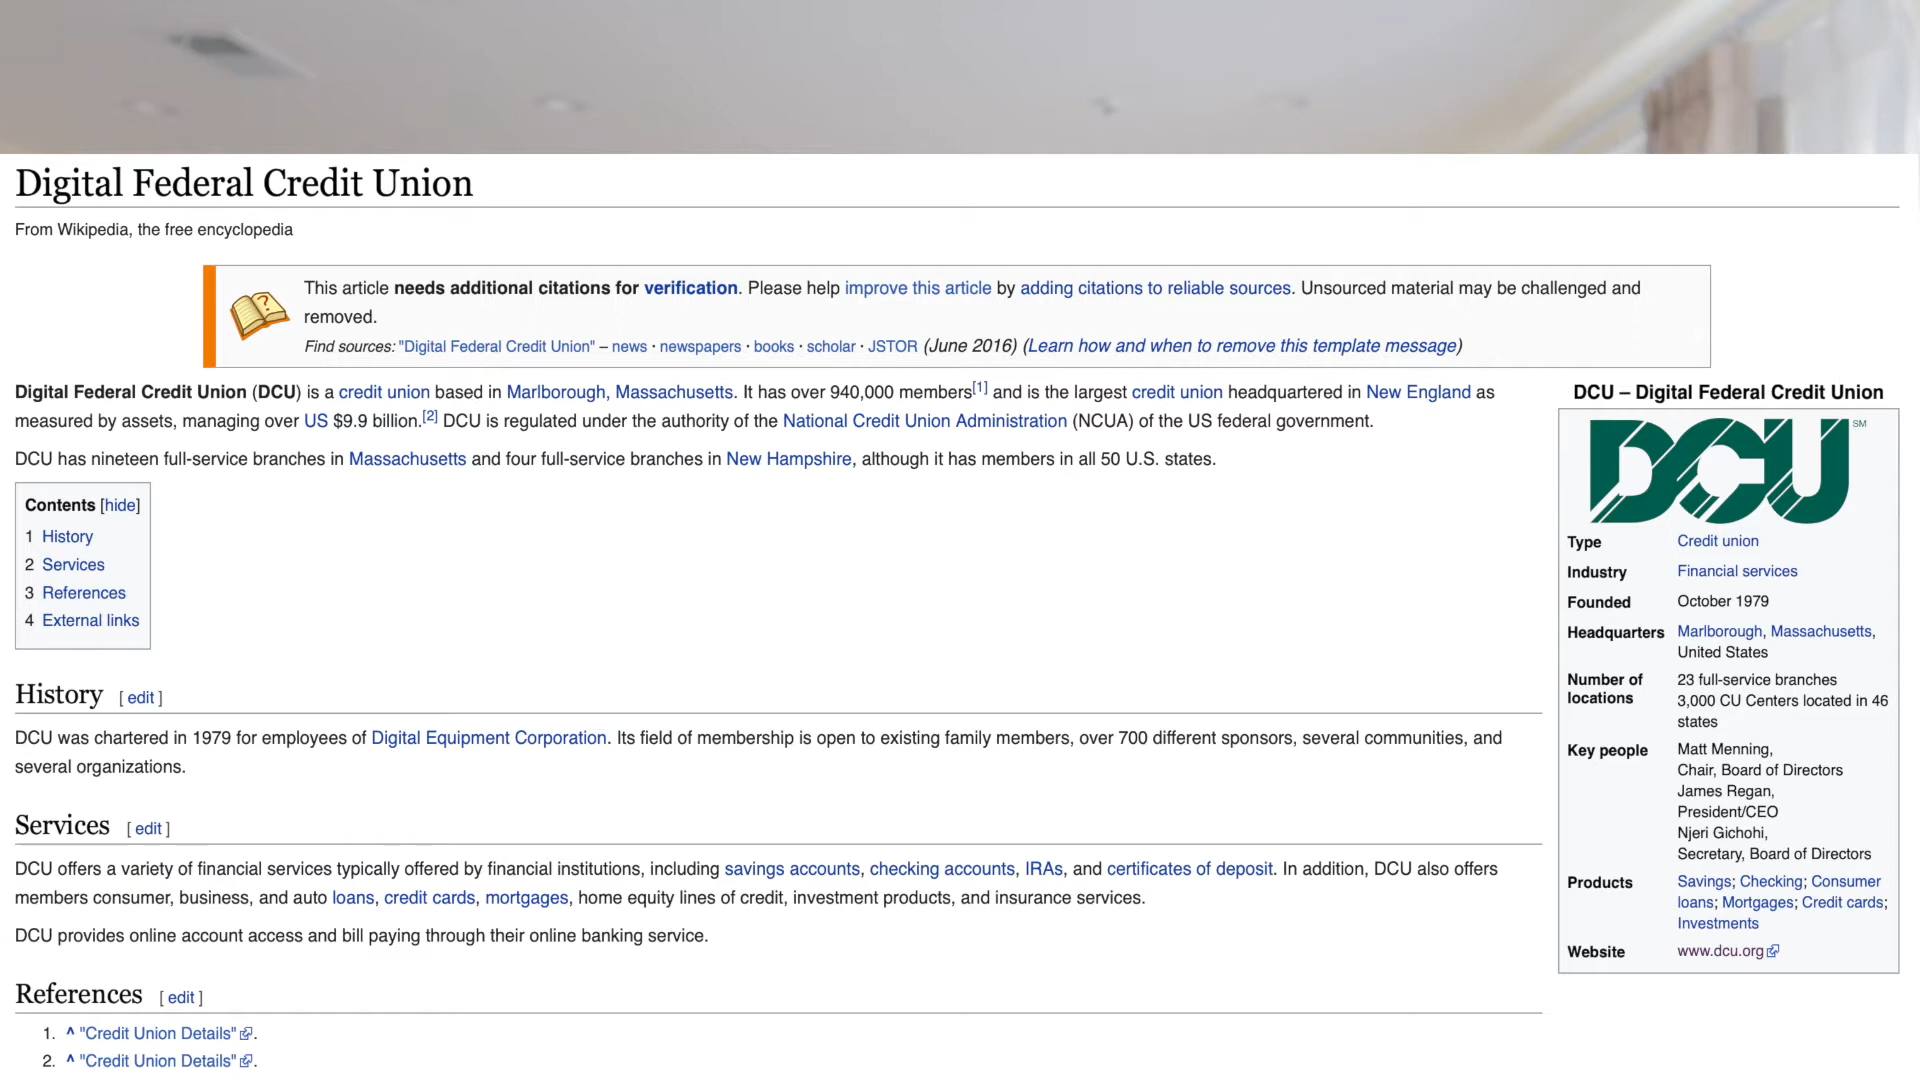 Digital Federal Credit Union
From Wikipedia, the free encyclopedia
This article needs additional citations for verification. Please help improve this article by adding citations to reliable sources. Unsourced material may be challenged and
removed.
Find sources: "Digital Federal Credit Union" – news · newspapers · books · scholar · JSTOR (June 2016) (Learn how and when to remove this template message)
Digital Federal Credit Union (DCU) is a credit union based in Marlborough, Massachusetts. It has over 940,000 members[1] and is the largest credit union headquartered in New England as
measured by assets, managing over US $9.9 billion.[2] DCU is regulated under the authority of the National Credit Union Administration (NCUA) of the US federal government.
DCU has nineteen full-service branches in Massachusetts and four full-service branches in New Hampshire, although it has members in all 50 U.S. states.
Contents [hide]
1 History
2 Services
3 References
4 External links
History [ edit ]
DCU was chartered in 1979 for employees of Digital Equipment Corporation. Its field of membership is open to existing family members, over 700 different sponsors, several communities, and
several organizations.
Services [ edit ]
DCU offers a variety of financial services typically offered by financial institutions, including savings accounts, checking accounts, IRAs, and certificates of deposit. In addition, DCU also offers
members consumer, business, and auto loans, credit cards, mortgages, home equity lines of credit, investment products, and insurance services.
DCU provides online account access and bill paying through their online banking service.
References [ edit ]
1. ^ "Credit Union Details".
2. ^ "Credit Union Details".
DCU – Digital Federal Credit Union
DCU SM
Type Credit union
Industry Financial services
Founded October 1979
Headquarters Marlborough, Massachusetts,
United States
Number of locations 23 full-service branches
3,000 CU Centers located in 46
states
Key people Matt Menning,
Chair, Board of Directors
James Regan,
President/CEO
Njeri Gichohi,
Secretary, Board of Directors
Products Savings; Checking; Consumer
loans; Mortgages; Credit cards;
Investments
Website www.dcu.org